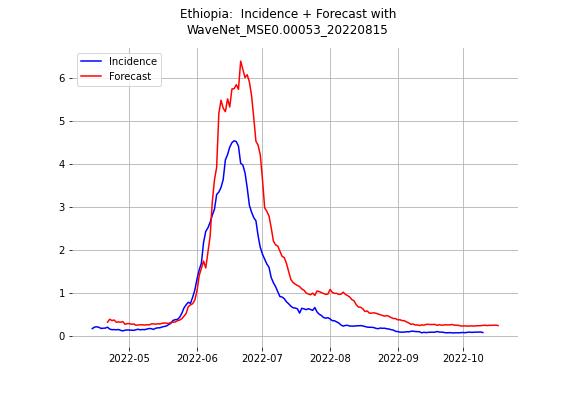 Ethiopia:  Incidence + Forecast with
WaveNet_MSE0.00053_20220815
Incidence
Forecast
6
5
4
3
2
1
0
2022-05 2022-06 2022-07 2022-08 2022-09 2022-10